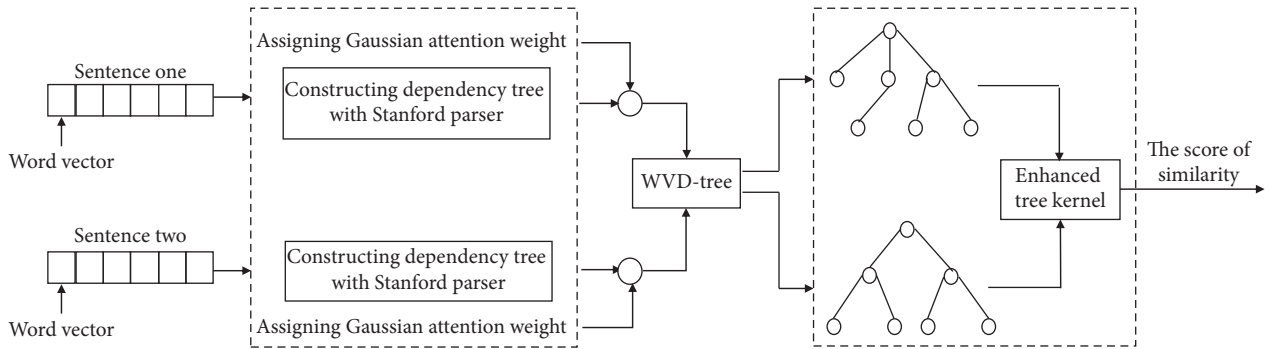 Sentence one
Word vector
Assigning Gaussian attention weight
Constructing dependency tree
with Stanford parser
Sentence two
Word vector
Constructing dependency tree
with Stanford parser
Assigning Gaussian attention weight
WVD-tree
Enhanced
tree kernel
The score of
similarity